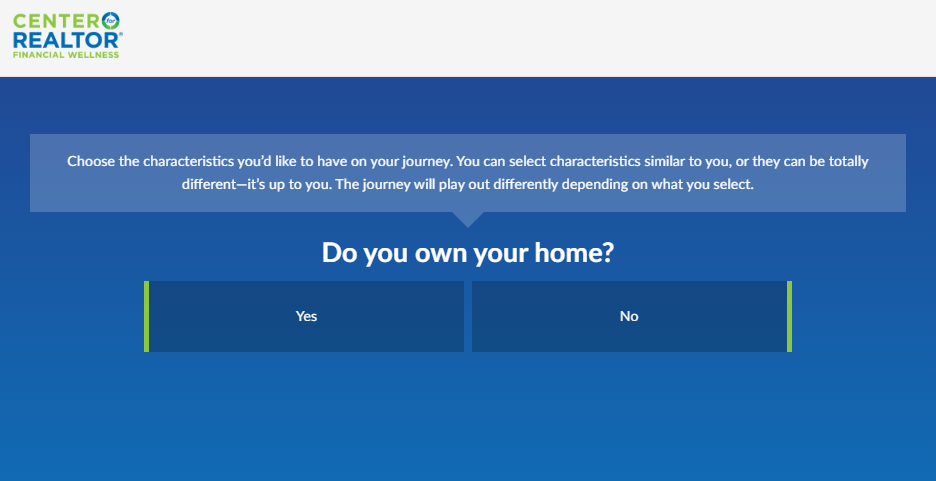 CENTER for
REALTOR®
FINANCIAL WELLNESS
Choose the characteristics you’d like to have on your journey. You can select characteristics similar to you, or they can be totally
different—it’s up to you. The journey will play out differently depending on what you select.
Do you own your home?
Yes
No